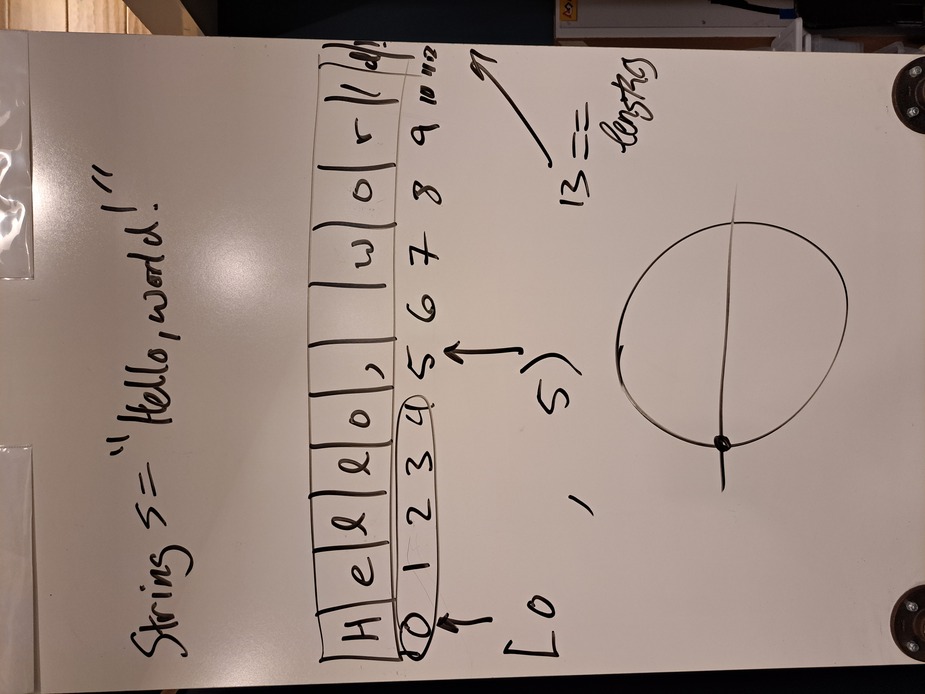 String s = "Hello, world!"
H e l l o , w o r l d !
0 1 2 3 4 5 6 7 8 9 10 11 12
[0 , 5)
13 ==
length()